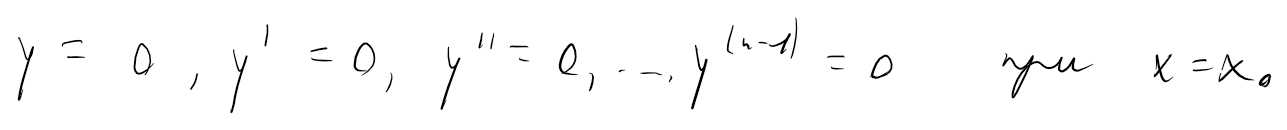 y = 0, y' = 0, y'' = 0, ..., y^(n-1) = 0 при x = x₀